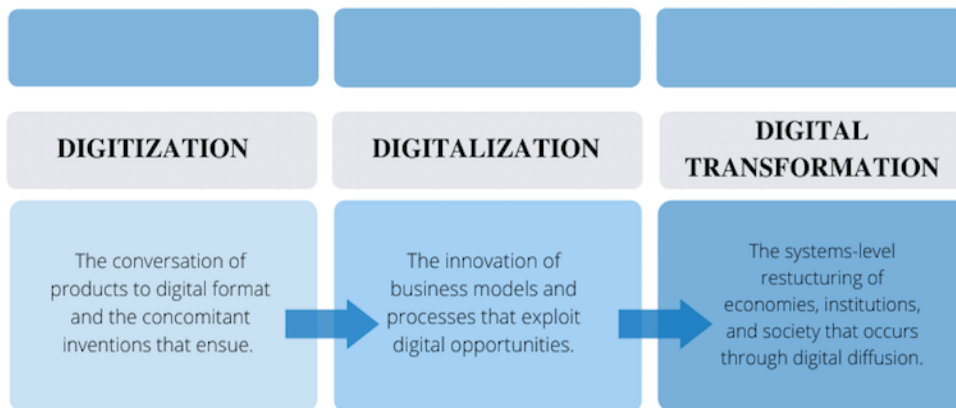 DIGITIZATION
DIGITALIZATION
DIGITAL
TRANSFORMATION
The conversation of
products to digital format
and the concomitant
inventions that ensue.
The innovation of
business models and
processes that exploit
digital opportunities.
The systems-level
restucturing of
economies, institutions,
and society that occurs
through digital diffusion.